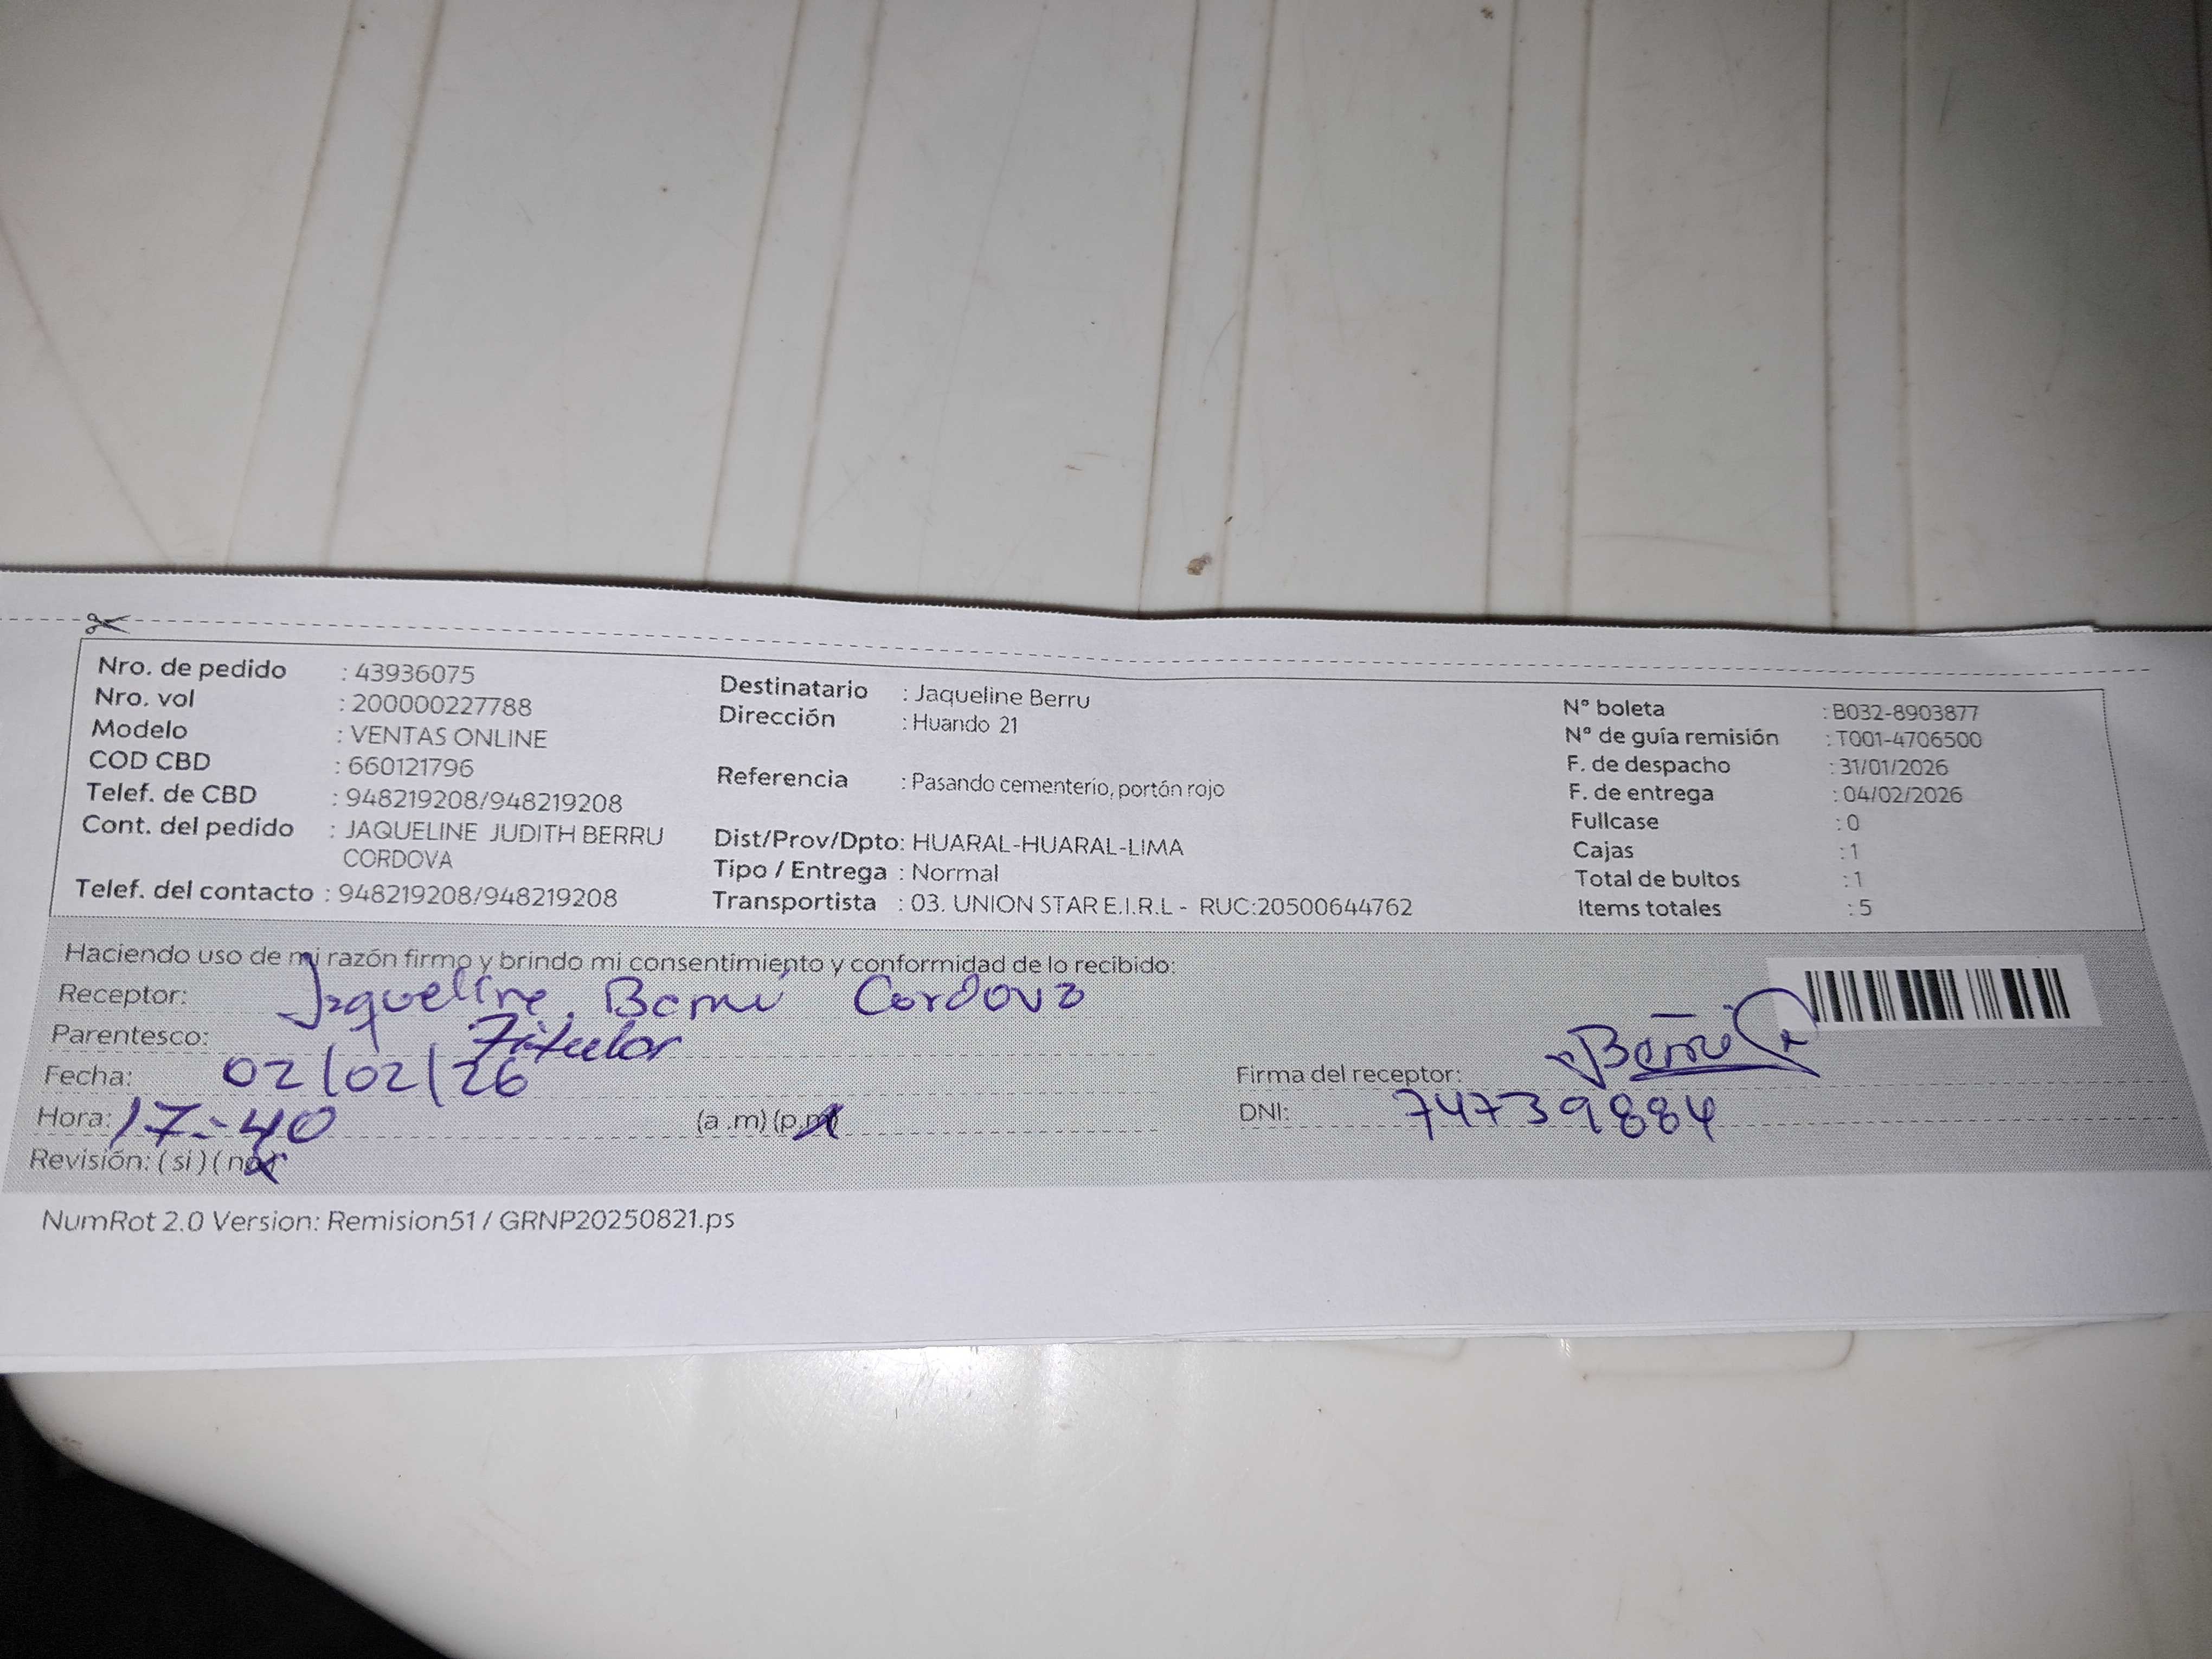 Nro. de pedido : 43936075
Nro. vol : 200000227788
Modelo : VENTAS ONLINE
COD CBD : 660121796
Telef. de CBD : 948219208/948219208
Cont. del pedido : JAQUELINE JUDITH BERRU
CORDOVA
Telef. del contacto : 948219208/948219208
Destinatario : Jaqueline Berru
Dirección : Huando 21
Referencia : Pasando cementerio, portón rojo
Dist/Prov/Dpto: HUARAL-HUARAL-LIMA
Tipo / Entrega : Normal
Transportista : 03. UNION STAR E.I.R.L - RUC:20500644762
N° boleta : B032-8903877
N° de guía remisión : T001-4706500
F. de despacho : 31/01/2026
F. de entrega : 04/02/2026
Fullcase : 0
Cajas : 1
Total de bultos : 1
Items totales : 5
Haciendo uso de mi razón firmo y brindo mi consentimiento y conformidad de lo recibido:
Receptor: Jaqueline Berrú Cordova
Parentesco: Titular
Fecha: 02/02/26
Hora: 17:40 (a .m) (p.m)
Revisión: ( si ) ( no )
Firma del receptor: Berrú
DNI: 74739884
NumRot 2.0 Version: Remision51 / GRNP20250821.ps